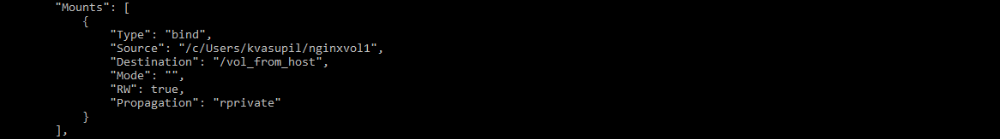 "Mounts": [
{
"Type": "bind",
"Source": "/c/Users/kvasupil/nginxvol1",
"Destination": "/vol_from_host",
"Mode": "",
"RW": true,
"Propagation": "rprivate"
}
],